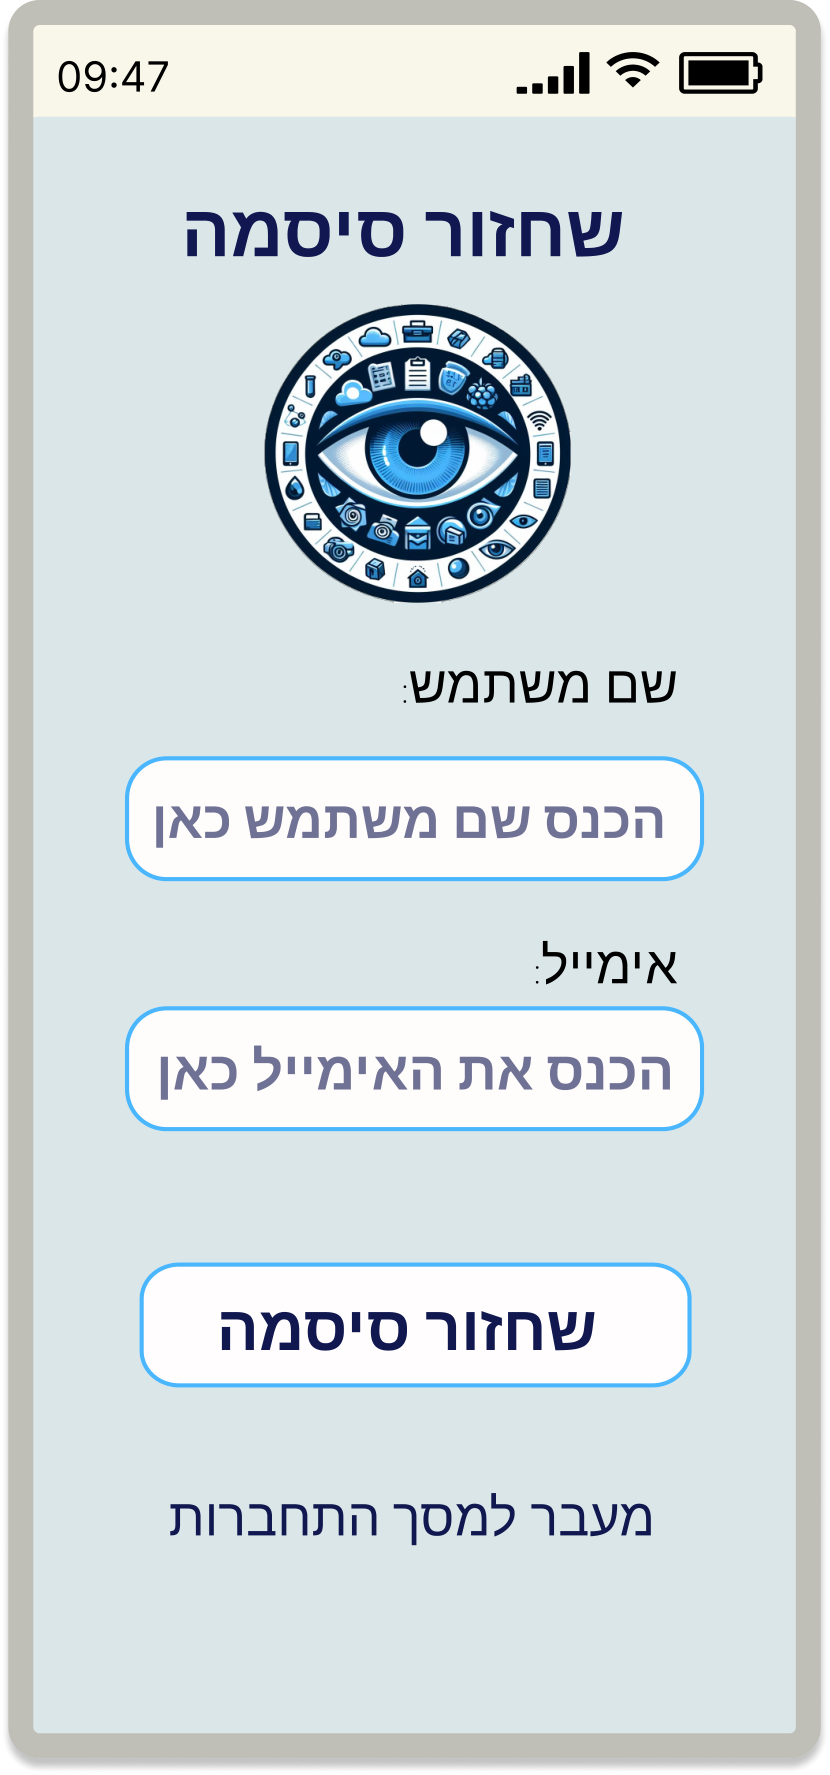 09:47
שחזור סיסמה
שם משתמש:
הכנס שם משתמש כאן
אימייל:
הכנס את האימייל כאן
שחזור סיסמה
מעבר למסך התחברות